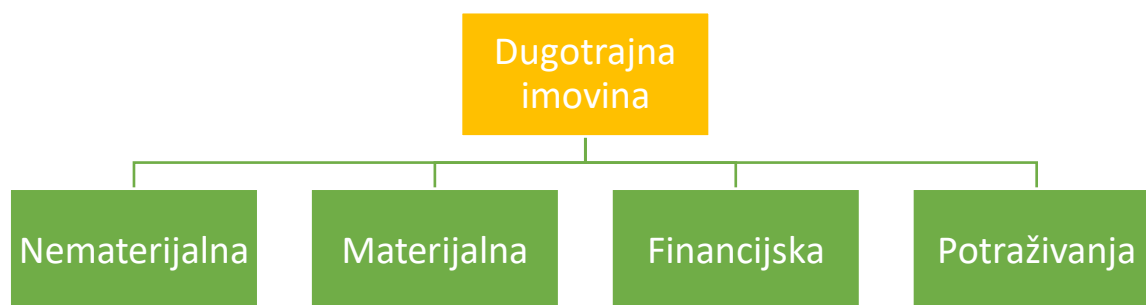 Dugotrajna
imovina
Nematerijalna
Materijalna
Financijska
Potraživanja